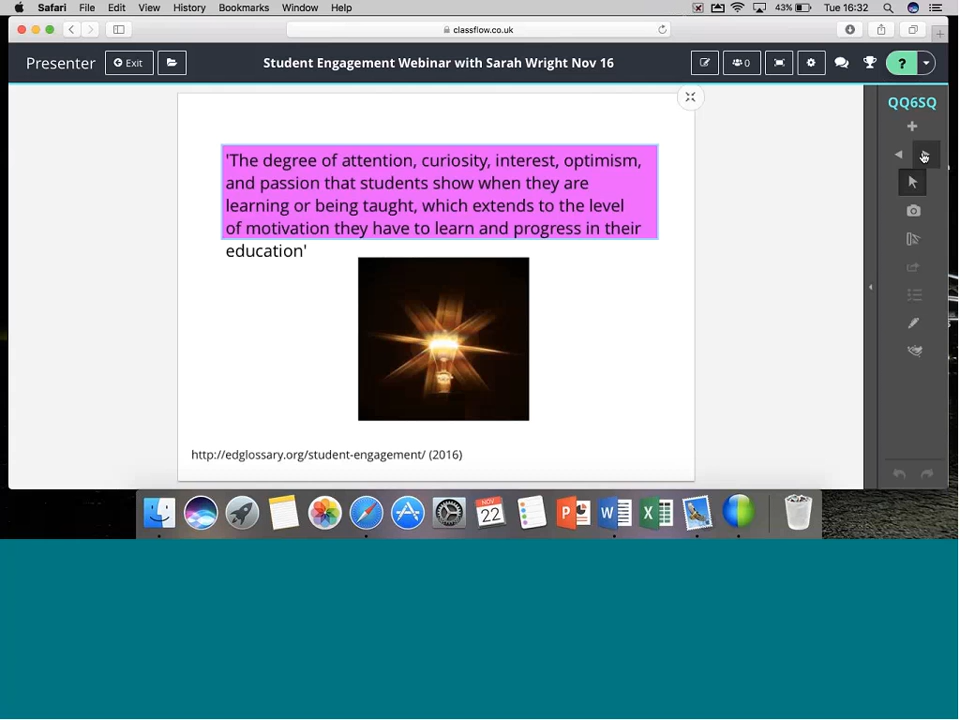 Safari File Edit View History Bookmarks Window Help 43% Tue 16:32
classflow.co.uk
Presenter Exit Student Engagement Webinar with Sarah Wright Nov 16 0 ?
QQ6SQ
'The degree of attention, curiosity, interest, optimism,
and passion that students show when they are
learning or being taught, which extends to the level
of motivation they have to learn and progress in their
education'
http://edglossary.org/student-engagement/ (2016)
NOV
22
P W X